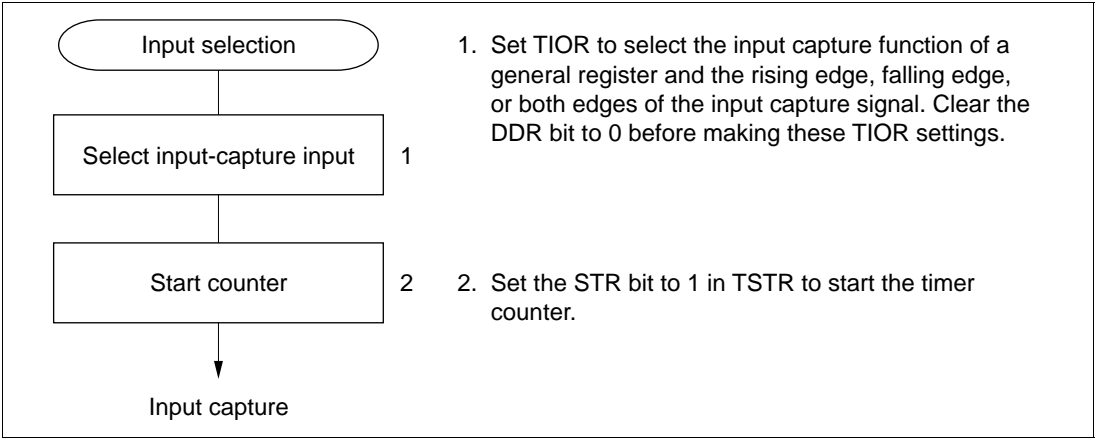 Input selection
Select input-capture input 1
Start counter 2
Input capture
1. Set TIOR to select the input capture function of a
general register and the rising edge, falling edge,
or both edges of the input capture signal. Clear the
DDR bit to 0 before making these TIOR settings.
2. Set the STR bit to 1 in TSTR to start the timer
counter.